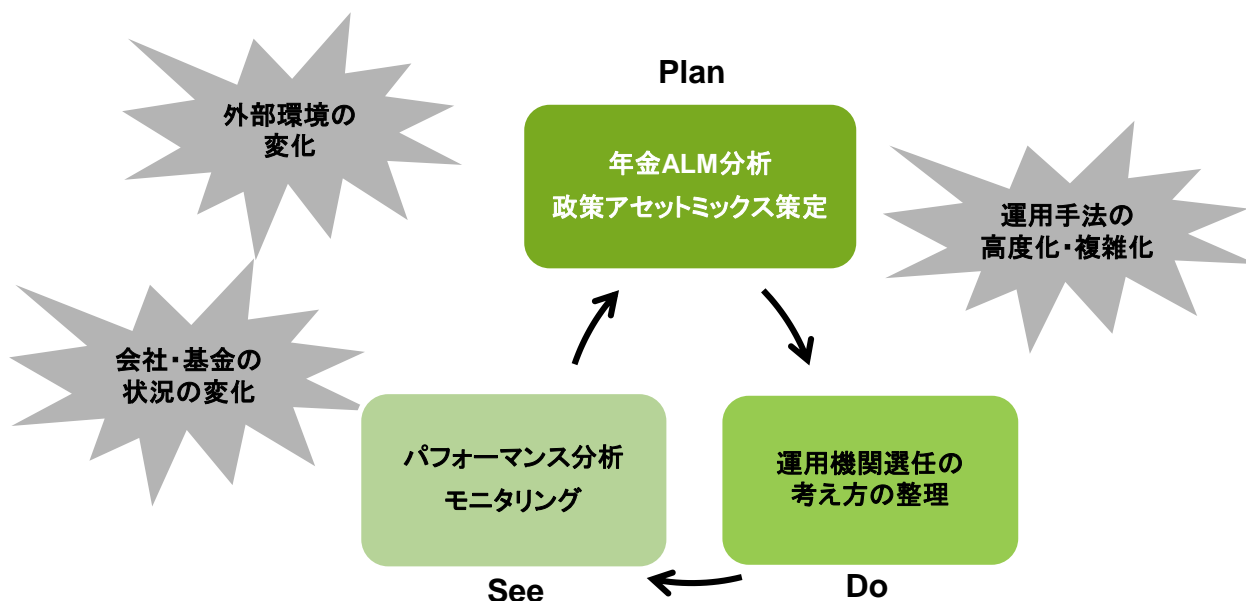 Plan
外部環境の
変化
年金ALM分析
政策アセットミックス策定
運用手法の
高度化・複雑化
会社・基金の
状況の変化
パフォーマンス分析
モニタリング
運用機関選任の
考え方の整理
See
Do